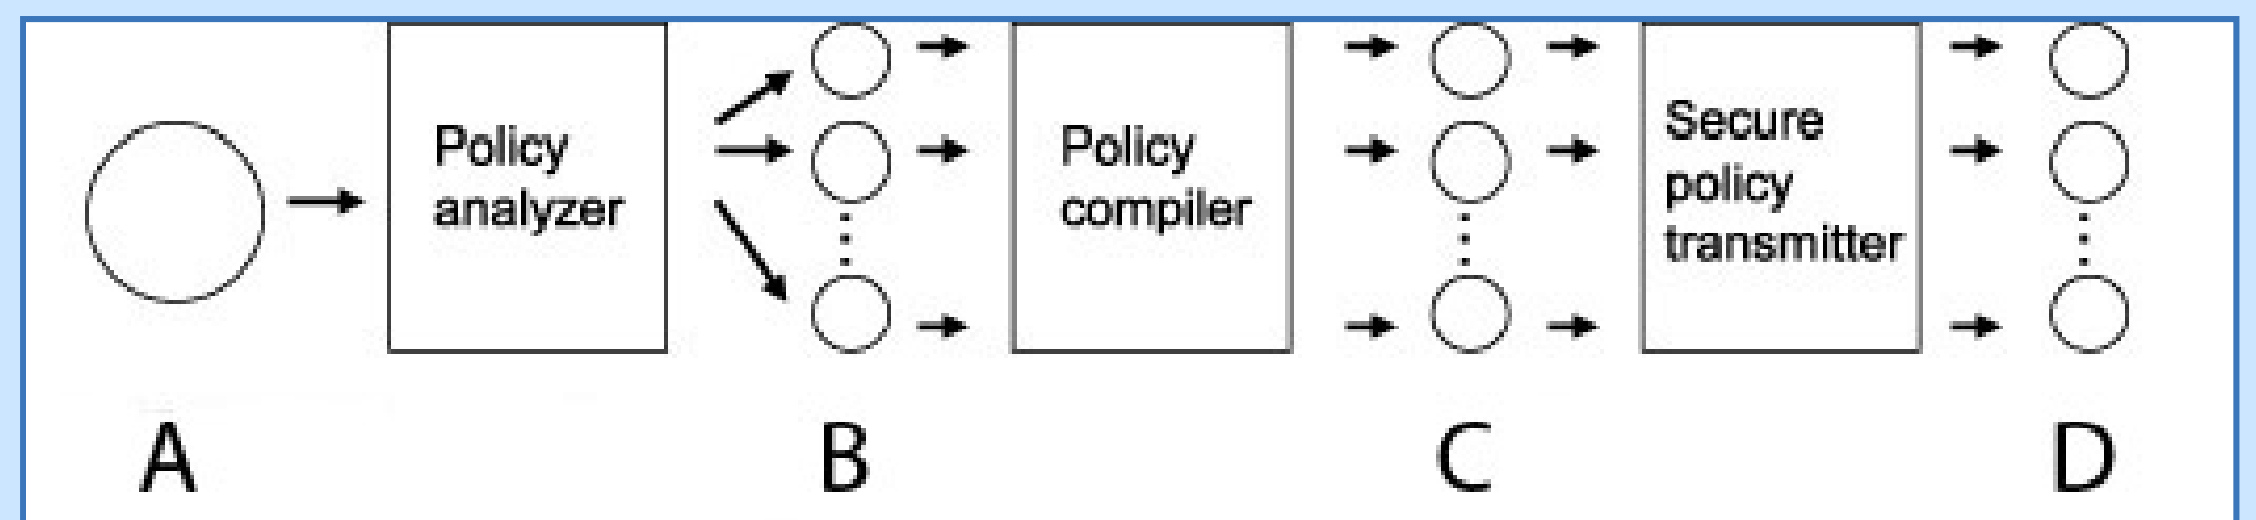 Policy
analyzer
Policy
compiler
Secure
policy
transmitter
A
B
C
D